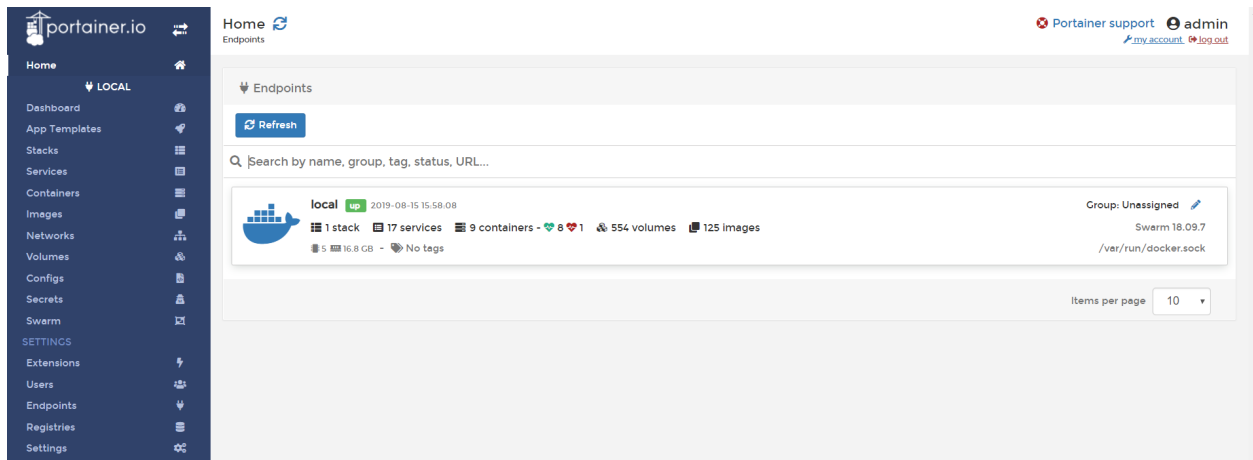 portainer.io
Home
LOCAL
Dashboard
App Templates
Stacks
Services
Containers
Images
Networks
Volumes
Configs
Secrets
Swarm
SETTINGS
Extensions
Users
Endpoints
Registries
Settings
Home
Endpoints
Portainer support admin
my account log out
Endpoints
Refresh
Search by name, group, tag, status, URL...
local up 2019-08-15 15:58:08 Group: Unassigned
1 stack 17 services 9 containers - 8 1 554 volumes 125 images Swarm 18.09.7
5 16.8 GB - No tags /var/run/docker.sock
Items per page 10